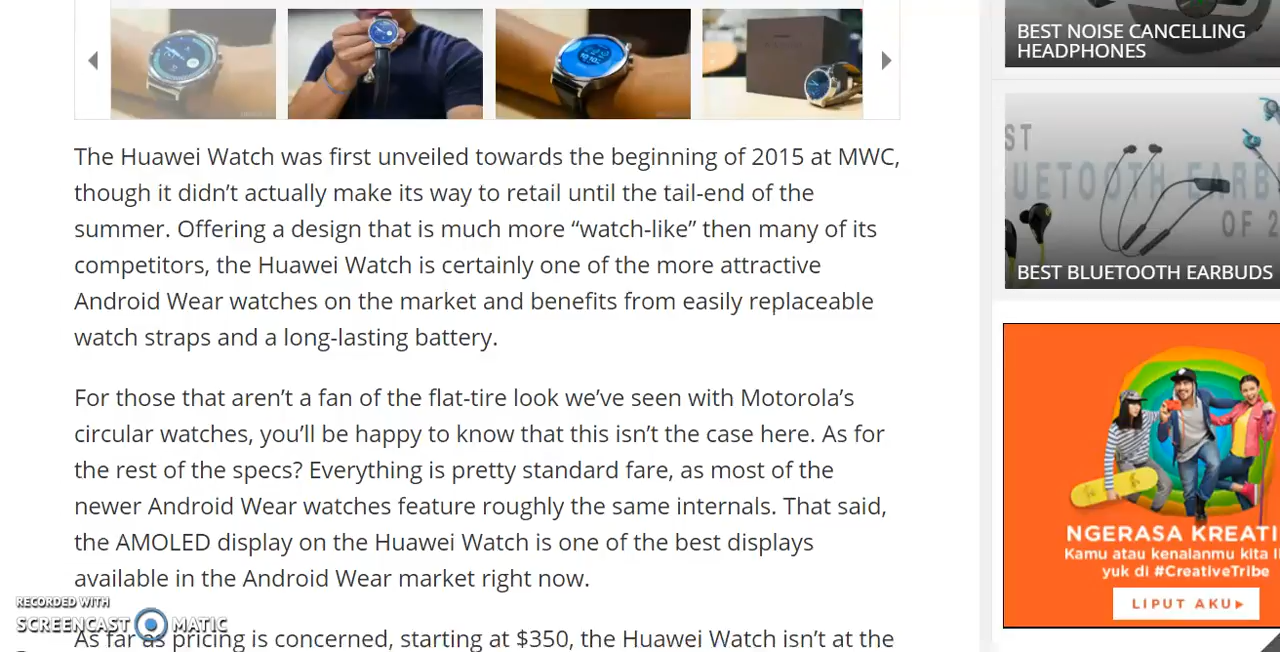 The Huawei Watch was first unveiled towards the beginning of 2015 at MWC,
though it didn’t actually make its way to retail until the tail-end of the
summer. Offering a design that is much more “watch-like” then many of its
competitors, the Huawei Watch is certainly one of the more attractive
Android Wear watches on the market and benefits from easily replaceable
watch straps and a long-lasting battery.
For those that aren’t a fan of the flat-tire look we’ve seen with Motorola’s
circular watches, you’ll be happy to know that this isn’t the case here. As for
the rest of the specs? Everything is pretty standard fare, as most of the
newer Android Wear watches feature roughly the same internals. That said,
the AMOLED display on the Huawei Watch is one of the best displays
available in the Android Wear market right now.
As far as pricing is concerned, starting at $350, the Huawei Watch isn’t at the
RECORDED WITH
SCREENCAST MATIC
BEST NOISE CANCELLING
HEADPHONES
ST
UETOOTH EARB
OF 2
BEST BLUETOOTH EARBUDS
NGERASA KREATI
Kamu atau kenalanmu kita li
yuk di #CreativeTribe
LIPUT AKU